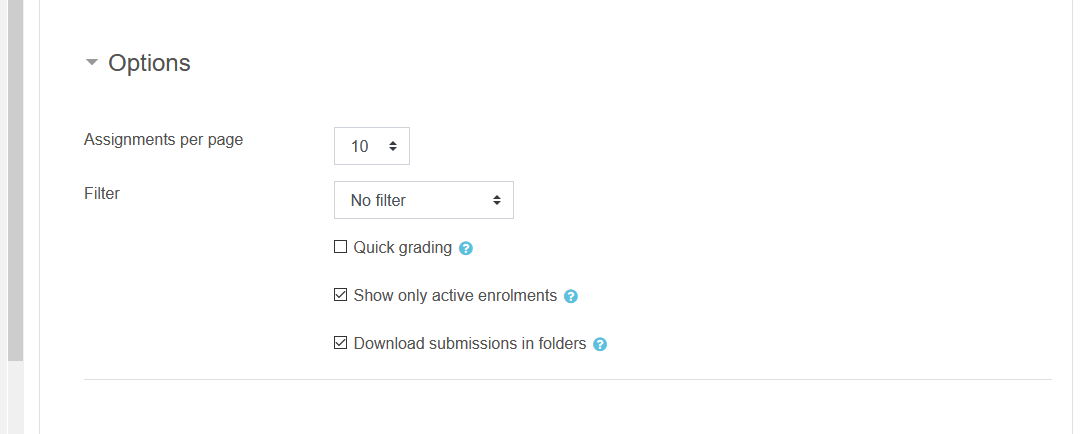 Options
Assignments per page
10
Filter
No filter
Quick grading ?
Show only active enrolments ?
Download submissions in folders ?